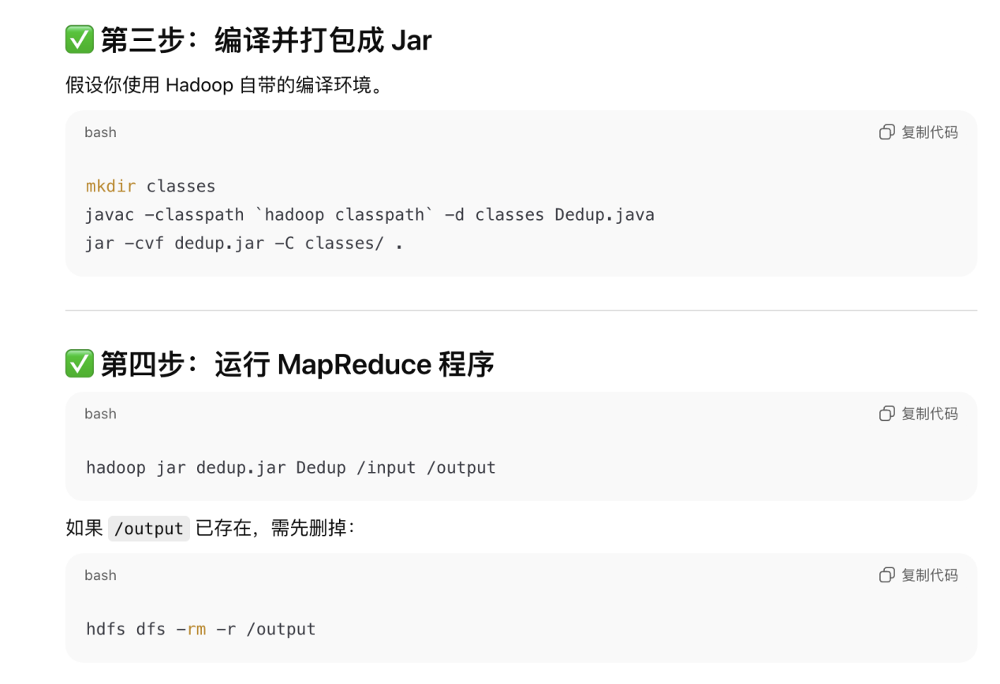 ✅ 第三步：编译并打包成 Jar
假设你使用 Hadoop 自带的编译环境。
bash
复制代码
mkdir classes
javac -classpath `hadoop classpath` -d classes Dedup.java
jar -cvf dedup.jar -C classes/ .
✅ 第四步：运行 MapReduce 程序
bash
复制代码
hadoop jar dedup.jar Dedup /input /output
如果 /output 已存在，需先删掉：
bash
复制代码
hdfs dfs -rm -r /output